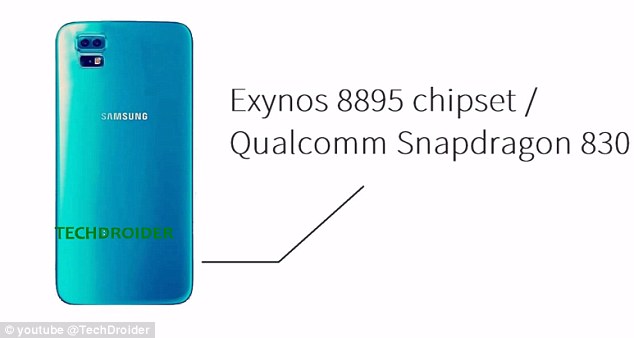 Exynos 8895 chipset /
Qualcomm Snapdragon 830
SAMSUNG
TECHDROIDER
© youtube @TechDroider